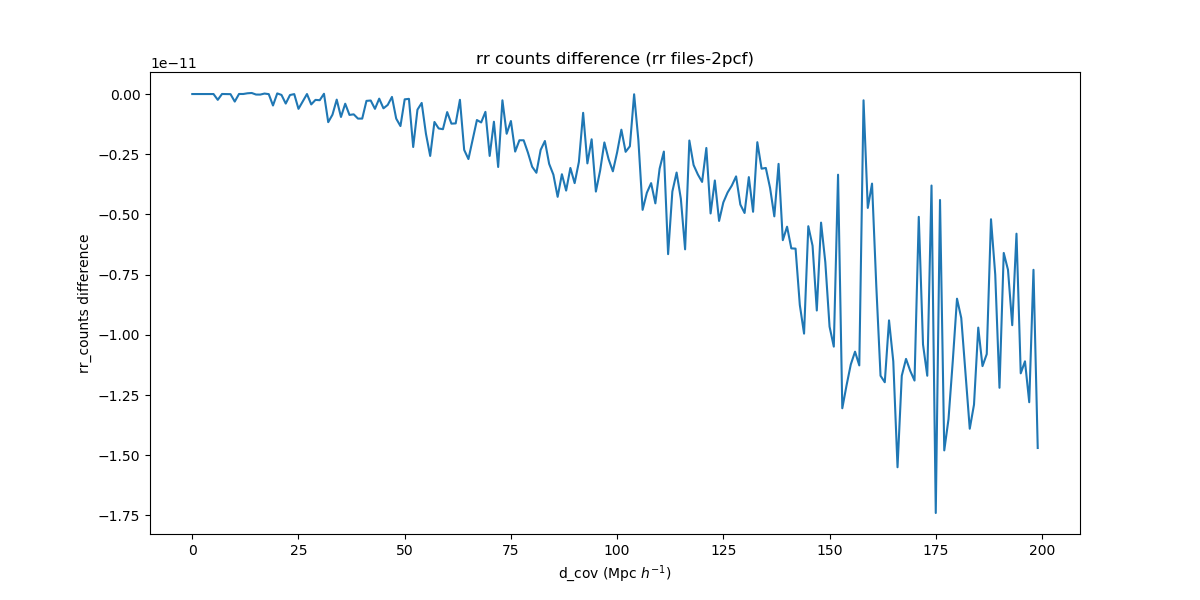 rr counts difference (rr files-2pcf)
1e−11
0.00
−0.25
−0.50
−0.75
−1.00
−1.25
−1.50
−1.75
rr_counts difference
0 25 50 75 100 125 150 175 200
d_cov (Mpc h⁻¹)